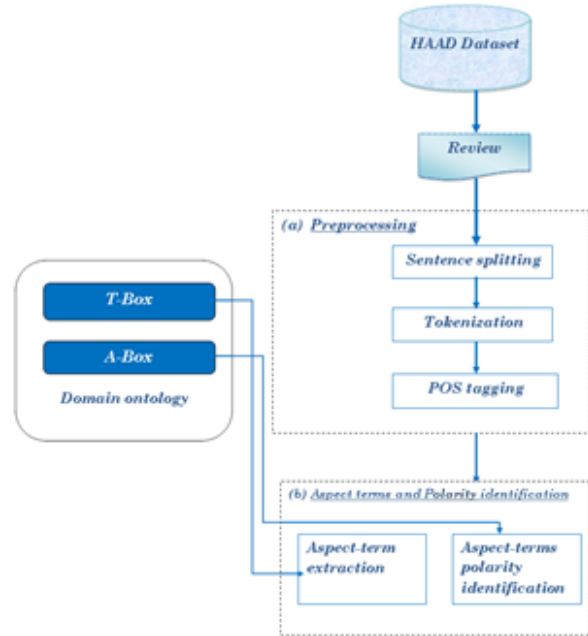 HAAD Dataset
Review
(a) Preprocessing
Sentence splitting
Tokenization
POS tagging
T-Box
A-Box
Domain ontology
(b) Aspect terms and Polarity identification
Aspect-term
extraction
Aspect-terms
polarity
identification